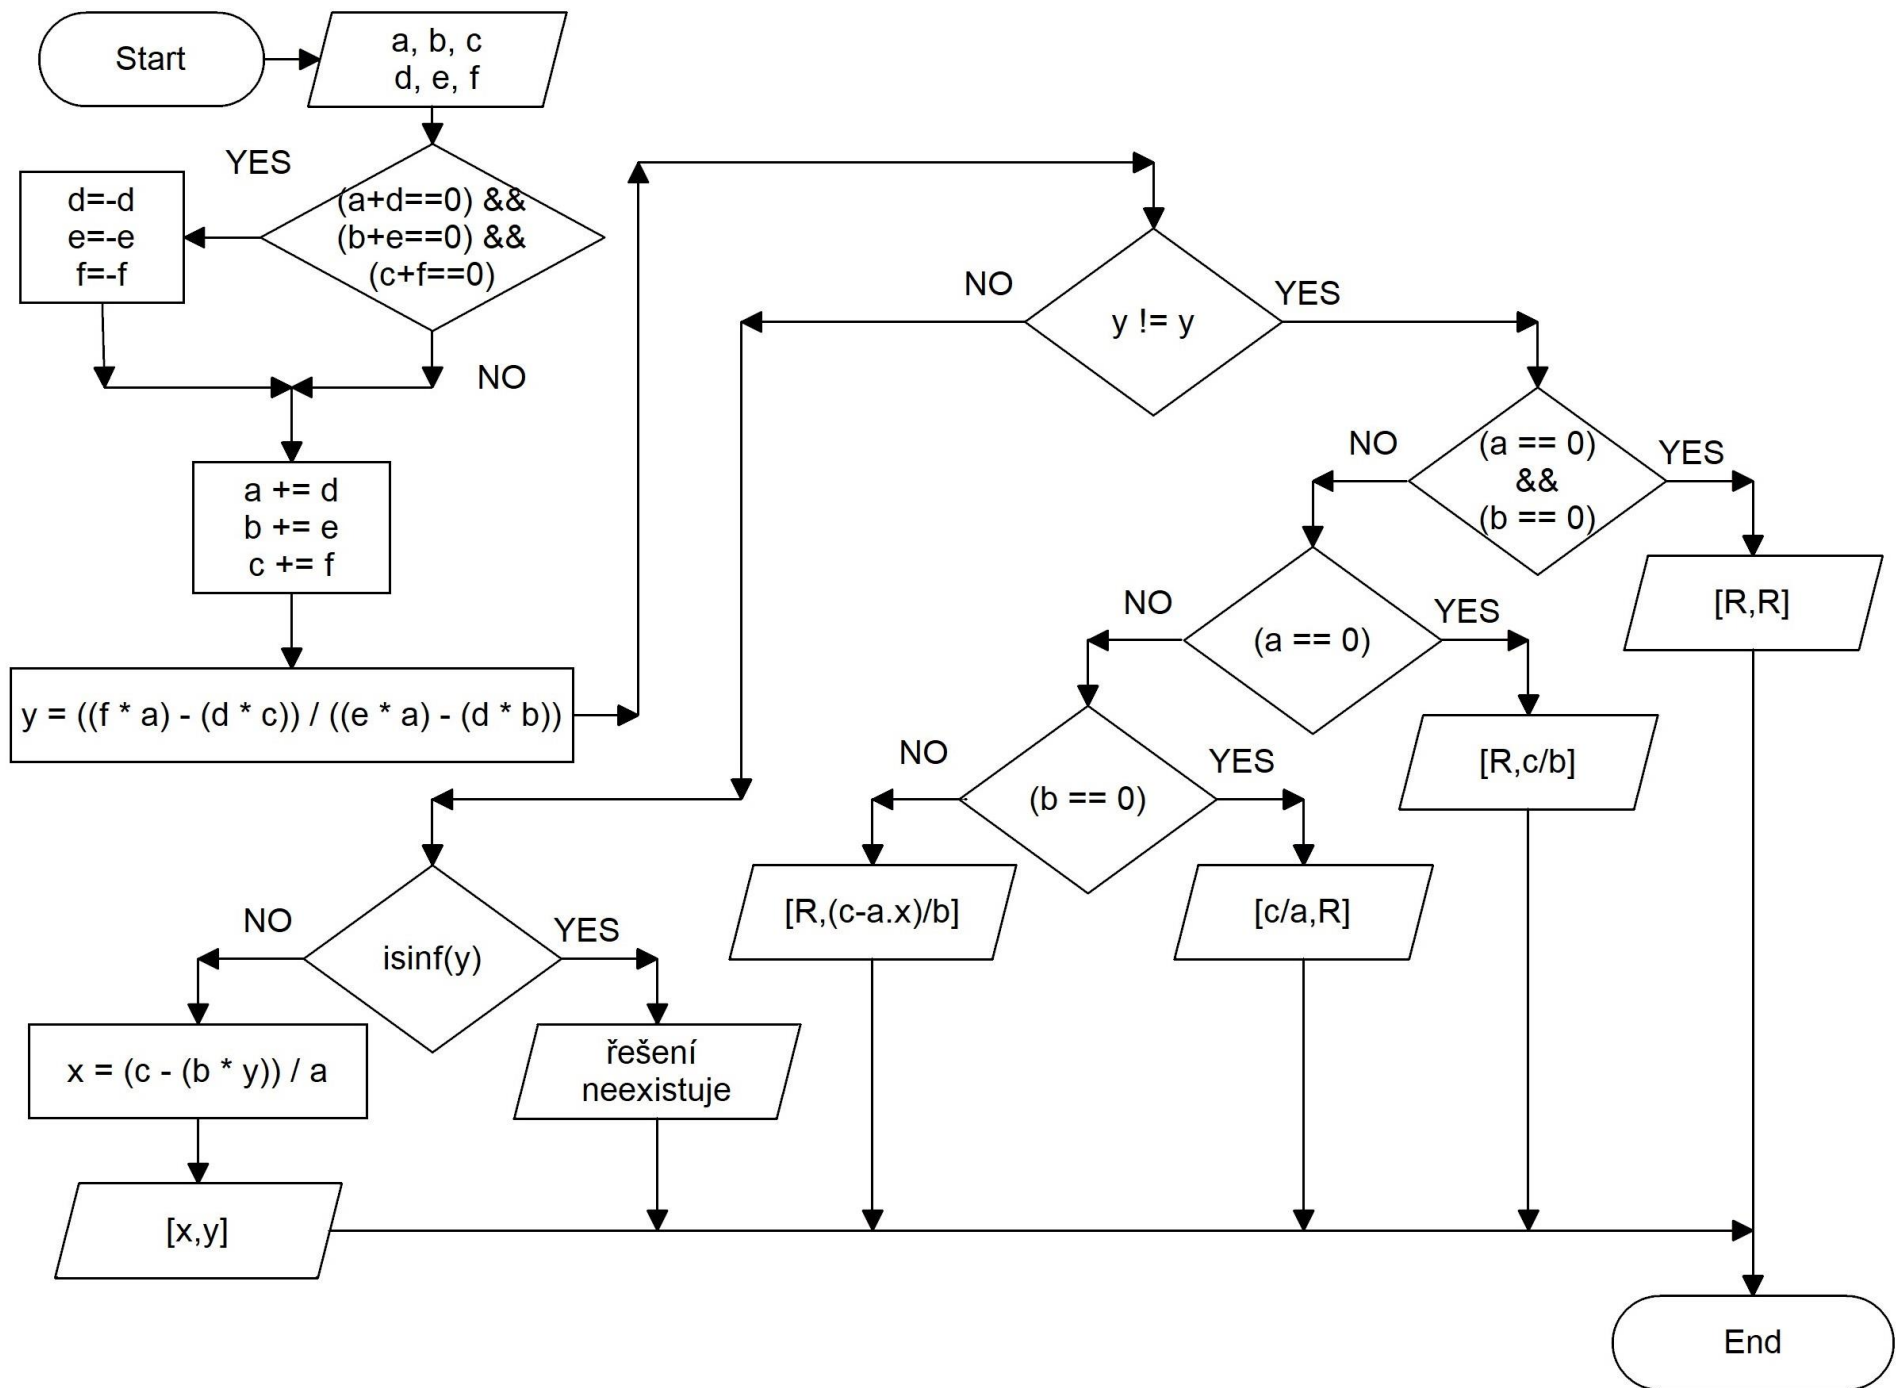 Start
a, b, c
d, e, f
YES
d=-d
e=-e
f=-f
(a+d==0) &&
(b+e==0) &&
(c+f==0)
NO
a += d
b += e
c += f
y = ((f * a) - (d * c)) / ((e * a) - (d * b))
NO
y != y
YES
NO
(a == 0)
&&
(b == 0)
YES
[R,R]
NO
(a == 0)
YES
[R,c/b]
NO
(b == 0)
YES
[R,(c-a.x)/b]
[c/a,R]
NO
isinf(y)
YES
x = (c - (b * y)) / a
řešení
neexistuje
[x,y]
End